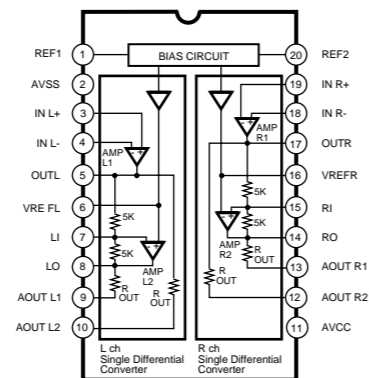 BIAS CIRCUIT
REF1 1
AVSS 2
IN L+ 3
IN L- 4
OUTL 5
VRE FL 6
LI 7
LO 8
AOUT L1 9
AOUT L2 10
20 REF2
19 IN R+
18 IN R-
17 OUTR
16 VREFR
15 RI
14 RO
13 AOUT R1
12 AOUT R2
11 AVCC
- +
AMP
L1
5K
5K
- +
AMP
L2
R
OUT
R
OUT
L ch
Single Differential
Converter
- +
AMP
R1
5K
5K
- +
AMP
R2
R
OUT
R
OUT
R ch
Single Differential
Converter